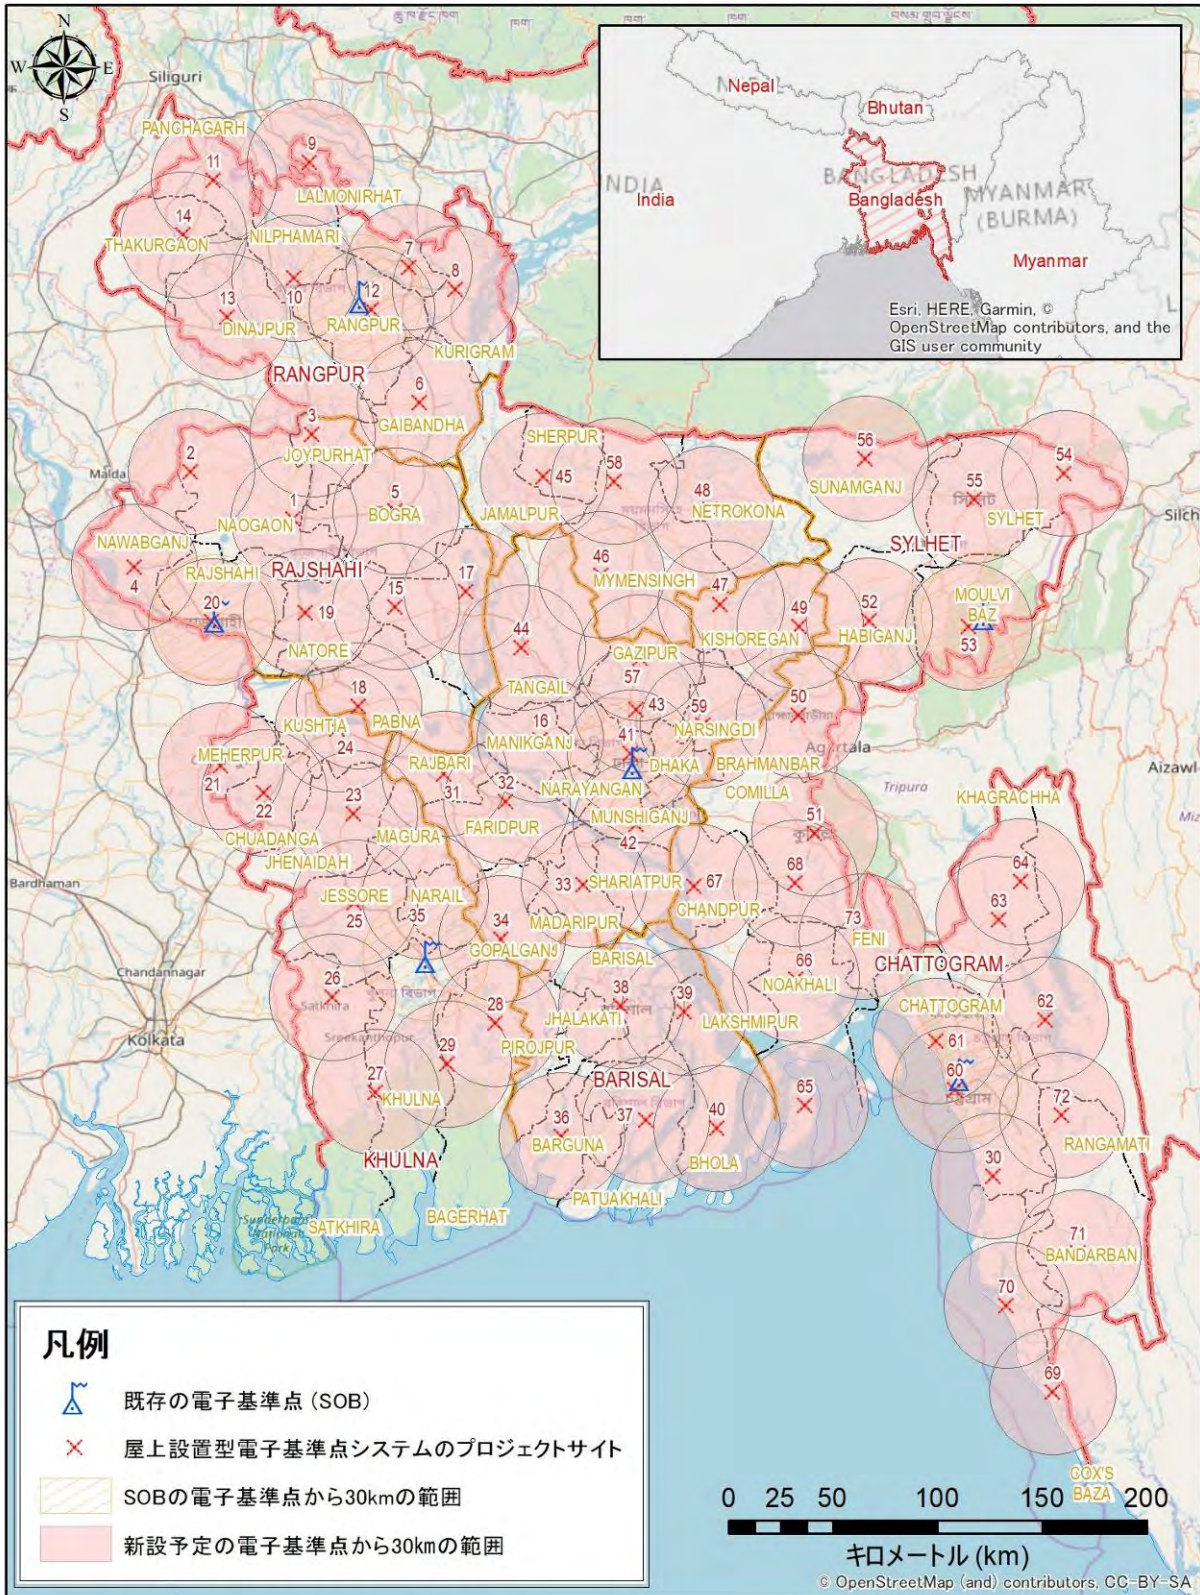 N
W
E
S
Siliguri
Nepal
Bhutan
INDIA
India
BANGLADESH
Bangladesh
MYANMAR
(BURMA)
Myanmar
Esri, HERE, Garmin, ©
OpenStreetMap contributors, and the
GIS user community
PANCHAGARH
9
11
LALMONIRHAT
14
THAKURGAON
NILPHAMARI
7
8
10
12
13
DINAJPUR
RANGPUR
KURIGRAM
RANGPUR
6
GAIBANDHA
3
JOYPURHAT
SHERPUR
56
2
Malda
45
58
SUNAMGANJ
54
55
5
48
1
NAOGAON
BOGRA
JAMALPUR
NETROKONA
SYLHET
Silch
NAWABGANJ
SYLHET
RAJSHAHI
RAJSHAHI
46
MYMENSINGH
4
17
47
MOULVI
BAZ
20
19
15
49
52
KISHOREGAN
HABIGANJ
53
NATORE
44
GAZIPUR
57
TANGAIL
18
43
59
50
KUSHTIA
PABNA
16
NARSINGDI
24
MANIKGANJ
41
Agartala
MEHERPUR
RAJBARI
DHAKA
BRAHMANBAR
Aizawl
21
31
32
NARAYANGAN
COMILLA
Tripura
KHAGRACHHA
22
23
FARIDPUR
MUNSHIGANJ
51
CHUADANGA
MAGURA
42
JHENAIDAH
68
64
Bardhaman
JESSORE
NARAIL
33
SHARIATPUR
67
25
35
MADARIPUR
CHANDPUR
63
34
73
GOPALGANJ
FENI
BARISAL
CHATTOGRAM
Chandannagar
66
26
NOAKHALI
Satkhira
38
39
28
JHALAKATI
LAKSHMIPUR
CHATTOGRAM
62
Kolkata
PIROJPUR
29
61
BARISAL
60
27
KHULNA
65
36
37
40
72
BARGUNA
RANGAMATI
KHULNA
BHOLA
30
PATUAKHALI
SATKHIRA
BAGERHAT
Sunderban
National
Park
71
BANDARBAN
70
69
COX'S
BAZA
凡例
既存の電子基準点 (SOB)
屋上設置型電子基準点システムのプロジェクトサイト
SOBの電子基準点から30kmの範囲
新設予定の電子基準点から30kmの範囲
0 25 50 100 150 200
キロメートル (km)
© OpenStreetMap (and) contributors, CC-BY-SA